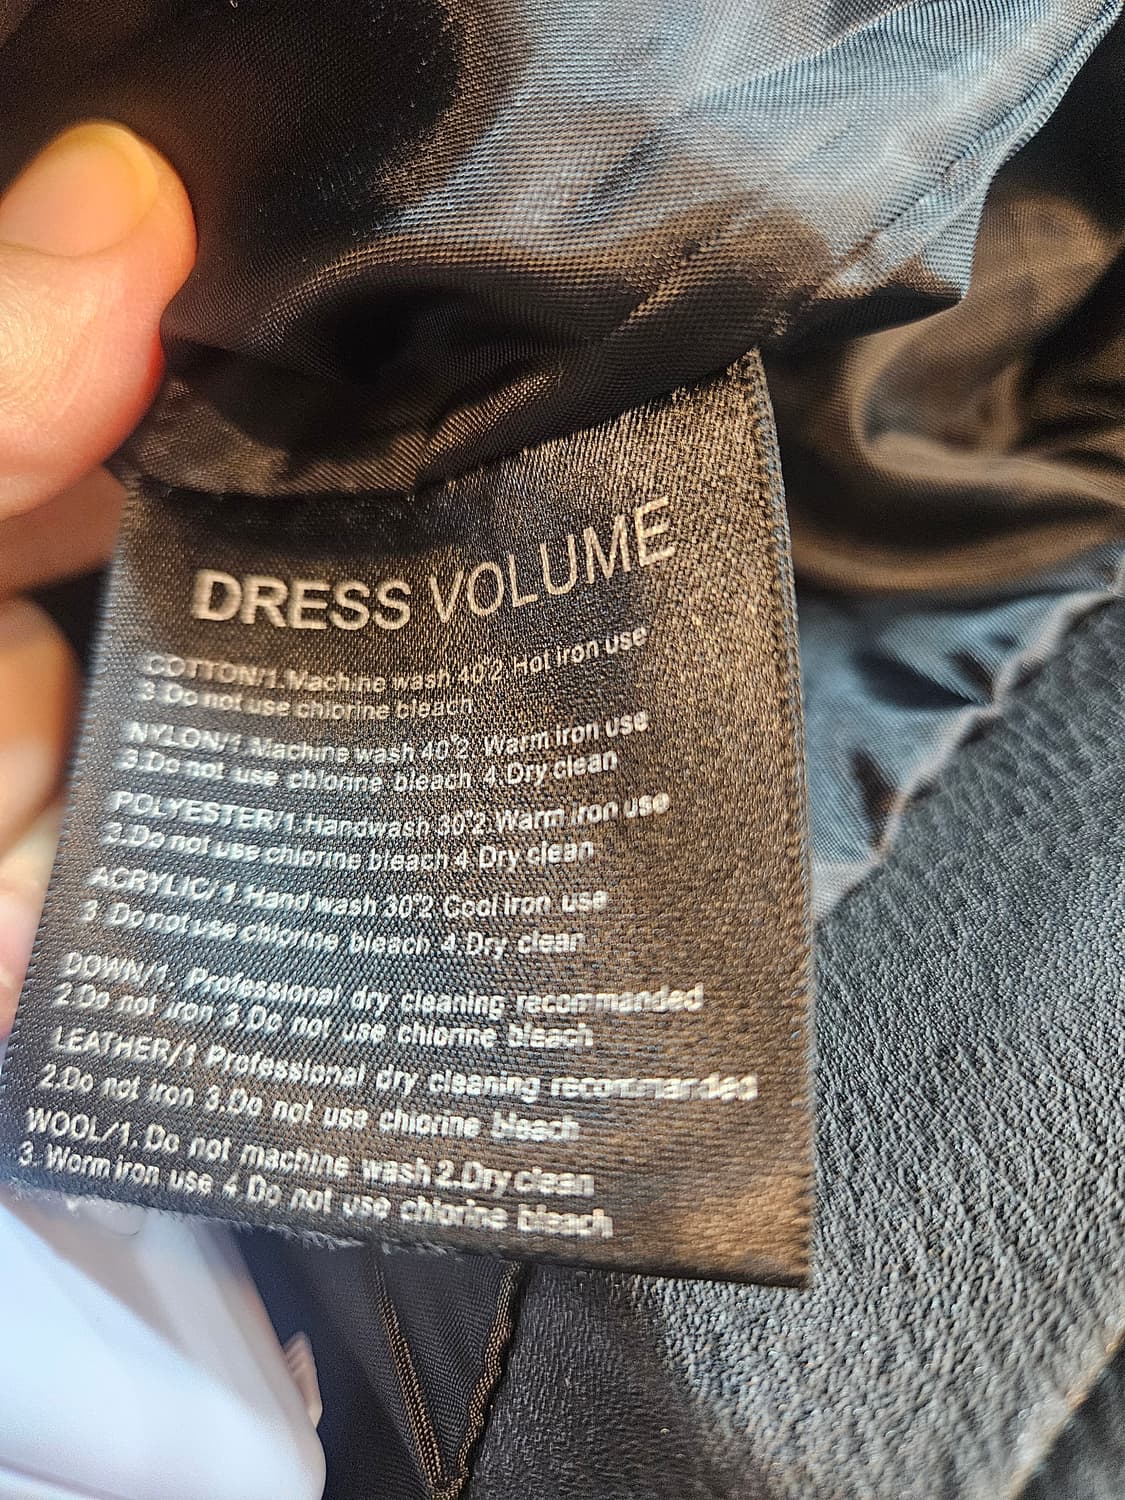 DRESS VOLUME
COTTON/1.Machine wash 40°2 Hot iron use
3.Do not use chlorine bleach
NYLON/1.Machine wash 40°2. Warm iron use
3.Do not use chlorine bleach 4.Dry clean
POLYESTER/1.Handwash 30°2.Warm iron use
3.Do not use chlorine bleach 4.Dry clean
ACRYLIC/1.Hand wash 30°2 Cool iron use
3 Do not use chlorine bleach 4.Dry clean
DOWN/1. Professional dry cleaning recommanded
2.Do not iron 3.Do not use chlorine bleach
LEATHER/1 Professional dry cleaning recommanded
2.Do not iron 3.Do not use chlorine bleach
WOOL/1.Do not machine wash 2.Dry clean
3. Worm iron use 4 Do not use chlorine bleach